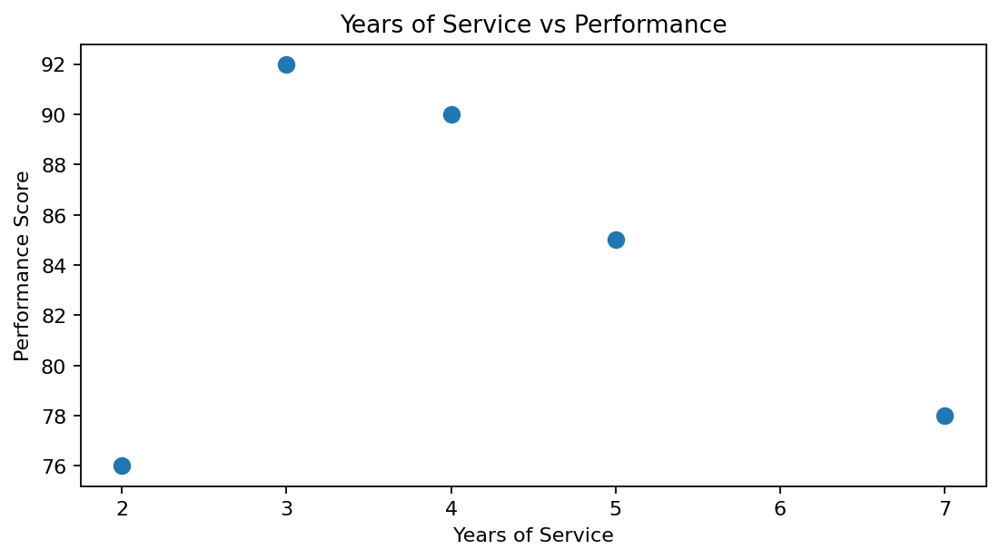 Years of Service vs Performance
92
90
88
86
84
82
80
78
76
Performance Score
2 3 4 5 6 7
Years of Service